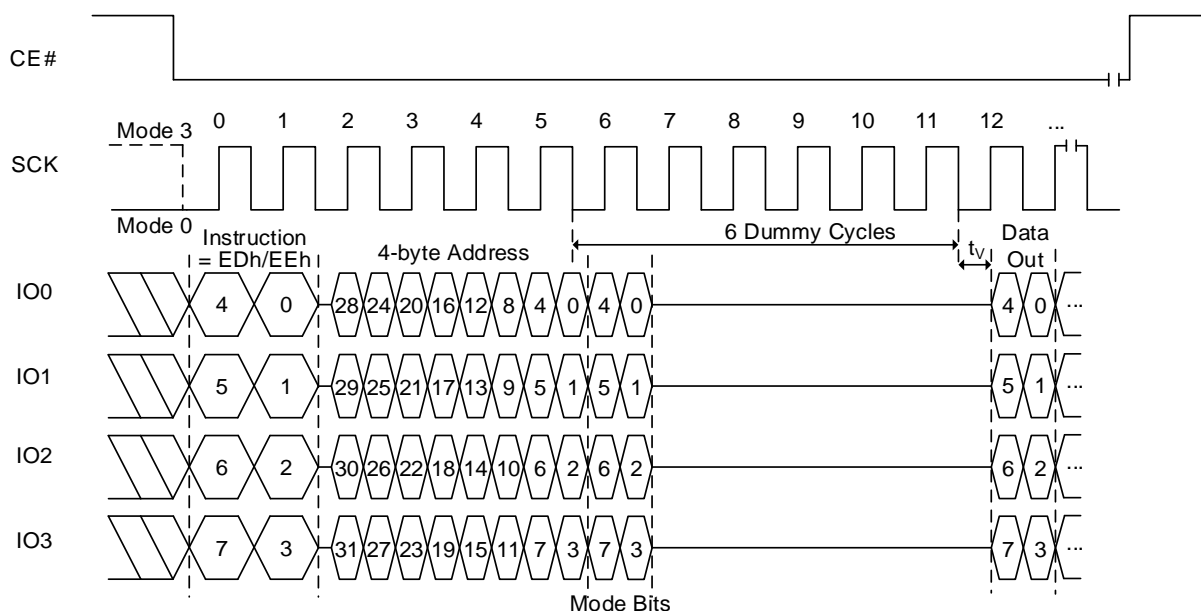 CE#
0 1 2 3 4 5 6 7 8 9 10 11 12 ...
Mode 3
SCK
Mode 0
Instruction
= EDh/EEh
4-byte Address
6 Dummy Cycles
tV
Data
Out
IO0 4 0 28 24 20 16 12 8 4 0 4 0 4 0 ...
IO1 5 1 29 25 21 17 13 9 5 1 5 1 5 1 ...
IO2 6 2 30 26 22 18 14 10 6 2 6 2 6 2 ...
IO3 7 3 31 27 23 19 15 11 7 3 7 3 7 3 ...
Mode Bits